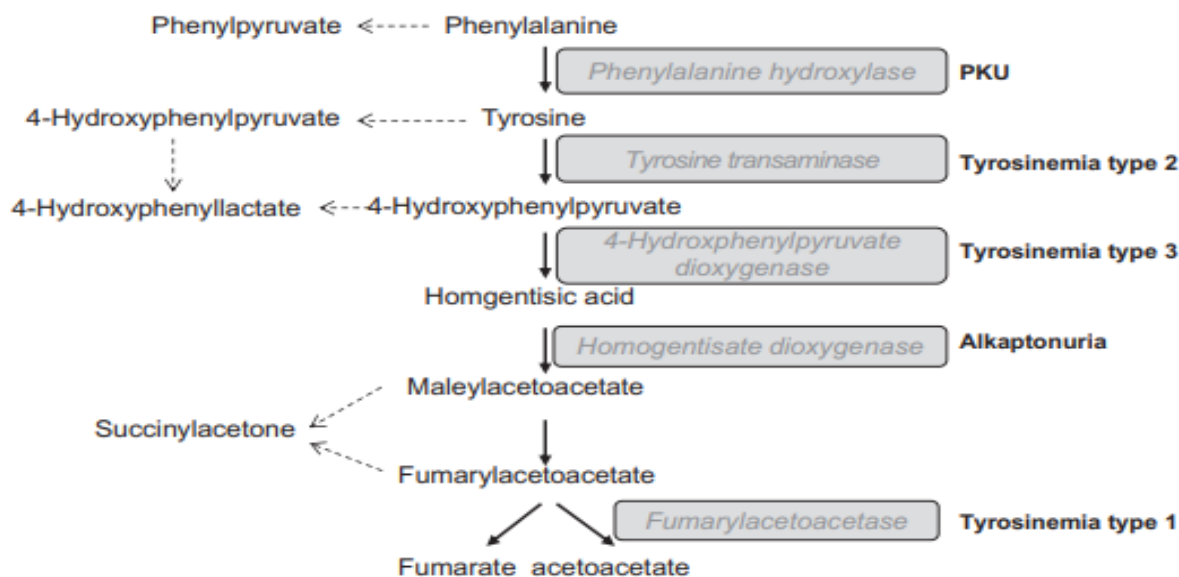 Phenylpyruvate Phenylalanine
Phenylalanine hydroxylase PKU
4-Hydroxyphenylpyruvate Tyrosine
Tyrosine transaminase Tyrosinemia type 2
4-Hydroxyphenyllactate 4-Hydroxyphenylpyruvate
4-Hydroxphenylpyruvate
dioxygenase Tyrosinemia type 3
Homgentisic acid
Homogentisate dioxygenase Alkaptonuria
Maleylacetoacetate
Succinylacetone
Fumarylacetoacetate
Fumarylacetoacetase Tyrosinemia type 1
Fumarate acetoacetate